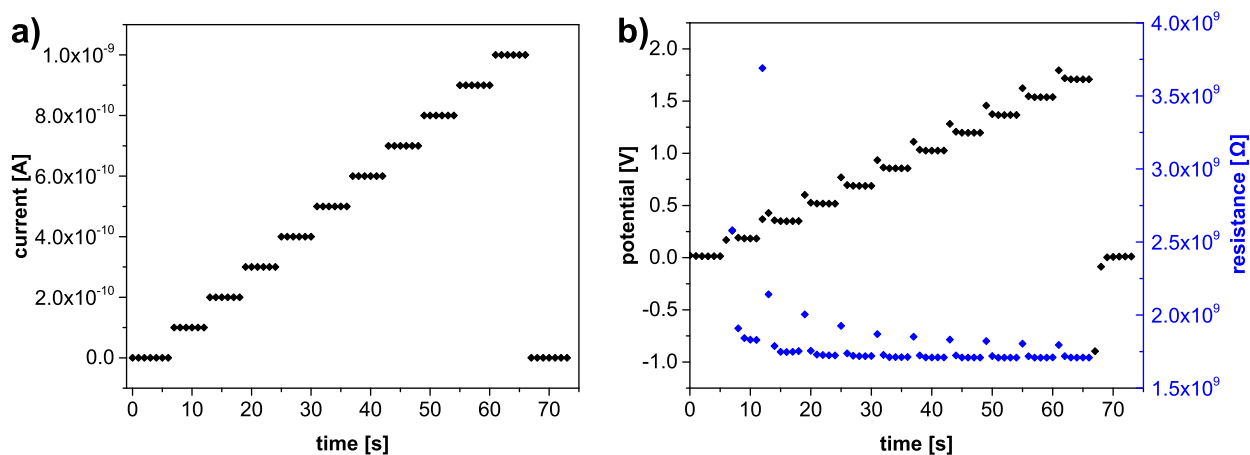 a)
1.0x10⁻⁹
8.0x10⁻¹⁰
6.0x10⁻¹⁰
4.0x10⁻¹⁰
2.0x10⁻¹⁰
0.0
current [A]
0 10 20 30 40 50 60 70
time [s]
b)
2.0
1.5
1.0
0.5
0.0
-0.5
-1.0
potential [V]
0 10 20 30 40 50 60 70
time [s]
4.0x10⁹
3.5x10⁹
3.0x10⁹
2.5x10⁹
2.0x10⁹
1.5x10⁹
resistance [Ω]